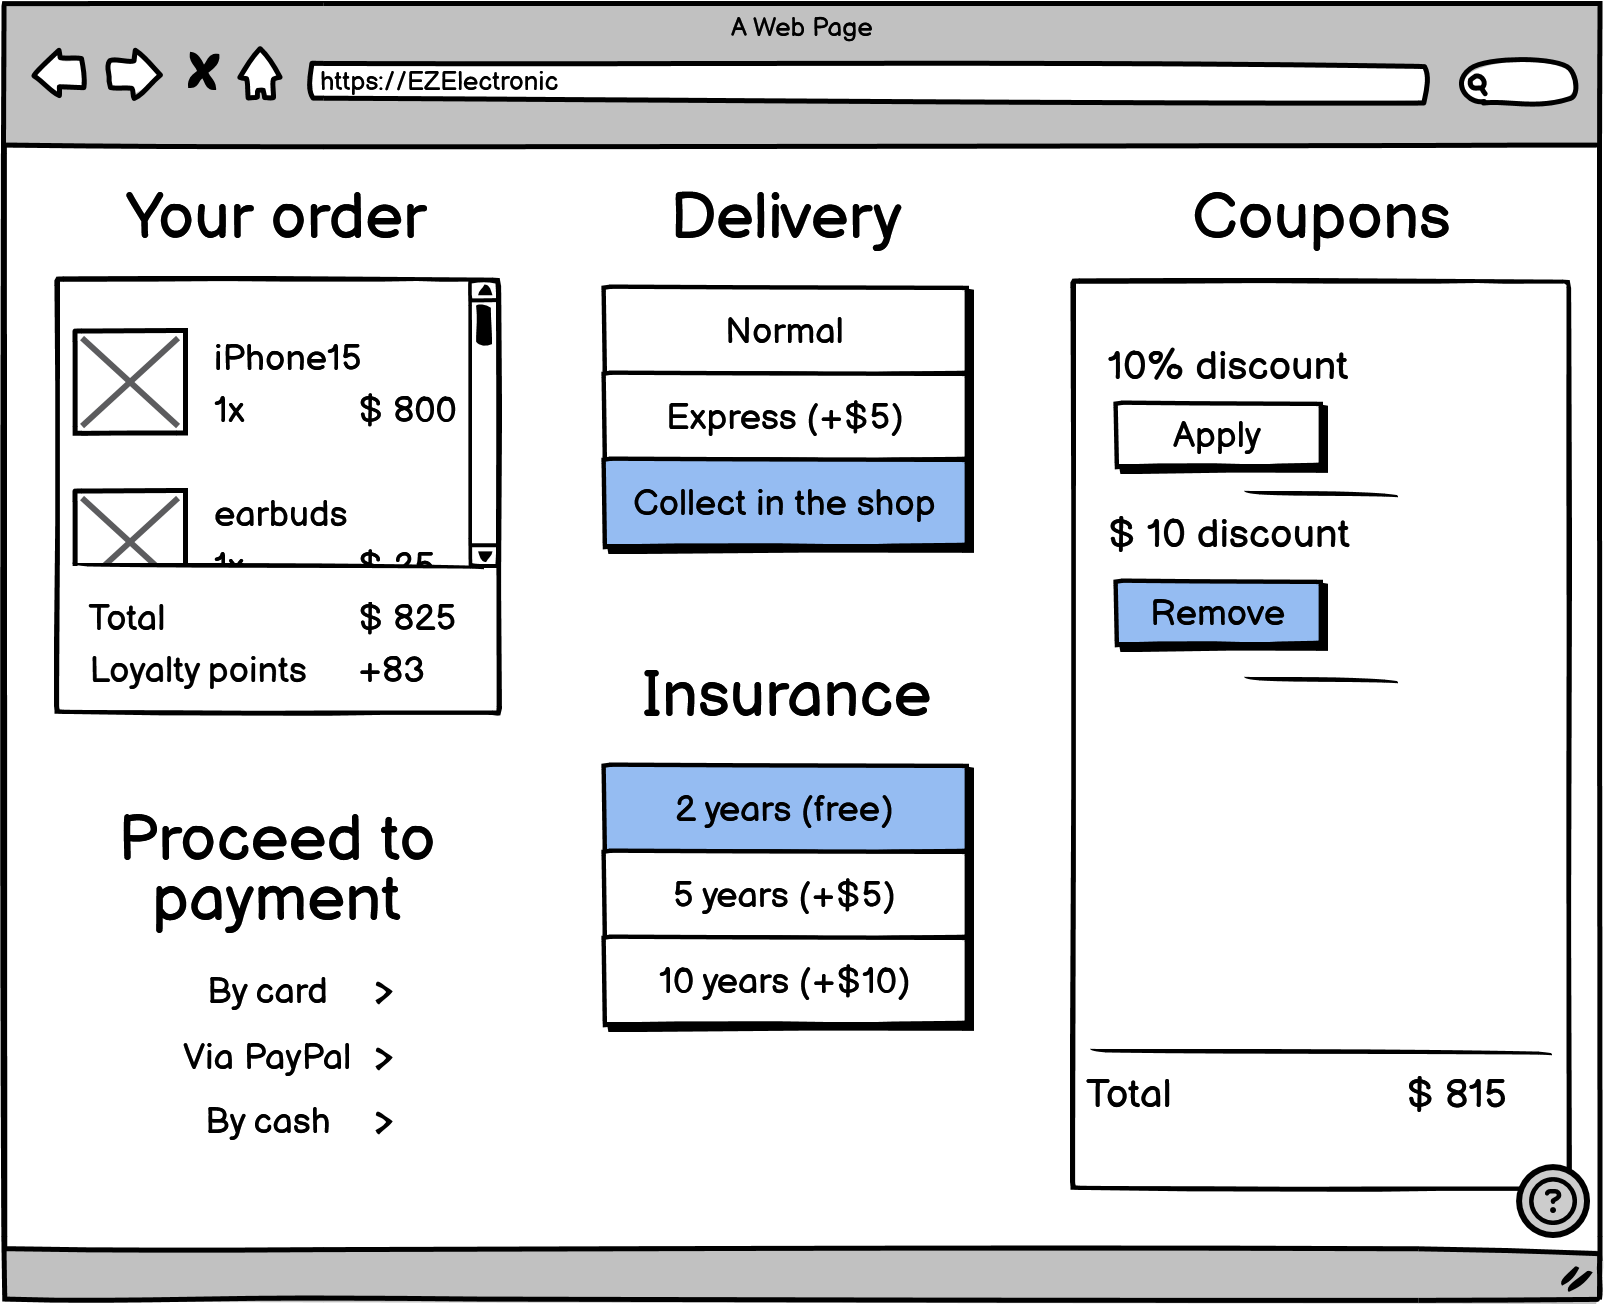 A Web Page
https://EZElectronic
Your order
iPhone15
1x $ 800
earbuds
1x $ 25
Total $ 825
Loyalty points +83
Proceed to
payment
By card >
Via PayPal >
By cash >
Delivery
Normal
Express (+$5)
Collect in the shop
Insurance
2 years (free)
5 years (+$5)
10 years (+$10)
Coupons
10% discount
Apply
$ 10 discount
Remove
Total $ 815
?